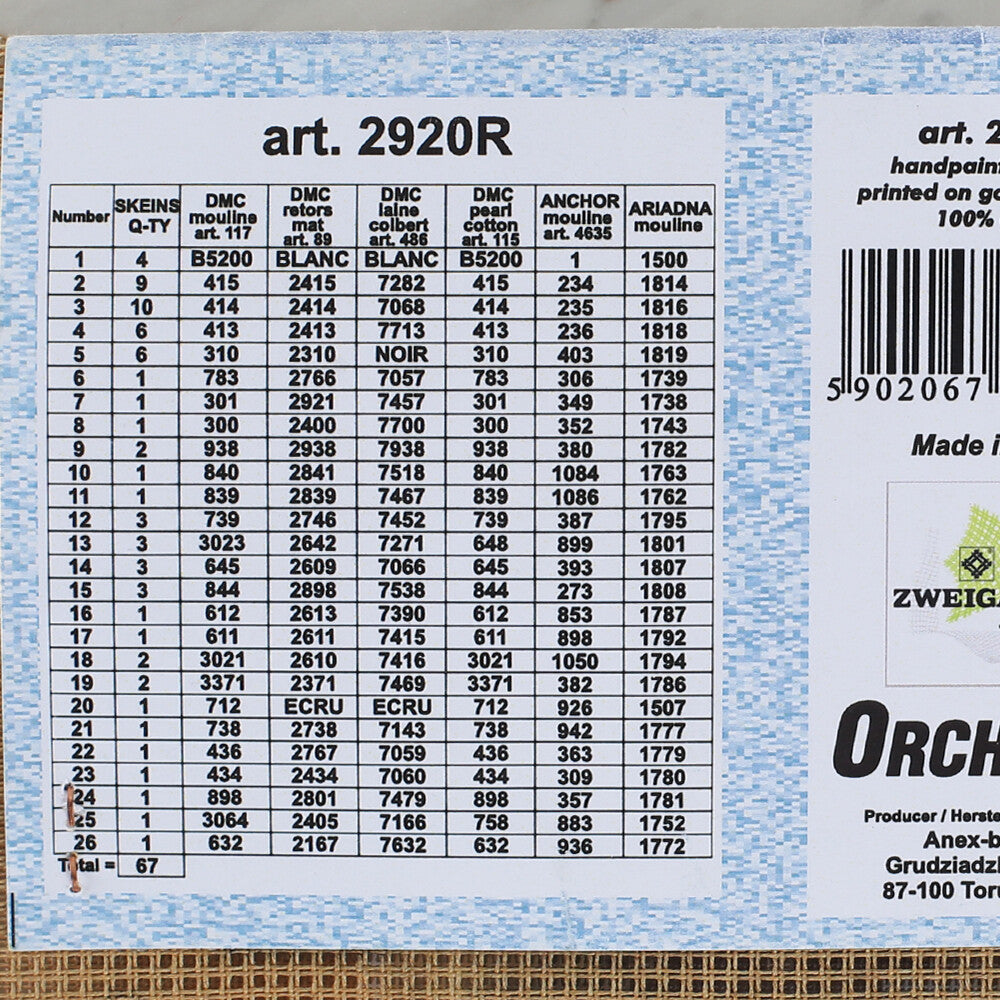 art. 2920R
Number SKEINS Q-TY DMC mouline art. 117 DMC retors mat art. 89 DMC laine colbert art. 486 DMC pearl cotton art. 115 ANCHOR mouline art. 4635 ARIADNA mouline
1 4 B5200 BLANC BLANC B5200 1 1500
2 9 415 2415 7282 415 234 1814
3 10 414 2414 7068 414 235 1816
4 6 413 2413 7713 413 236 1818
5 6 310 2310 NOIR 310 403 1819
6 1 783 2766 7057 783 306 1739
7 1 301 2921 7457 301 349 1738
8 1 300 2400 7700 300 352 1743
9 2 938 2938 7938 938 380 1782
10 1 840 2841 7518 840 1084 1763
11 1 839 2839 7467 839 1086 1762
12 3 739 2746 7452 739 387 1795
13 3 3023 2642 7271 648 899 1801
14 3 645 2609 7066 645 393 1807
15 3 844 2898 7538 844 273 1808
16 1 612 2613 7390 612 853 1787
17 1 611 2611 7415 611 898 1792
18 2 3021 2610 7416 3021 1050 1794
19 2 3371 2371 7469 3371 382 1786
20 1 712 ECRU ECRU 712 926 1507
21 1 738 2738 7143 738 942 1777
22 1 436 2767 7059 436 363 1779
23 1 434 2434 7060 434 309 1780
24 1 898 2801 7479 898 357 1781
25 1 3064 2405 7166 758 883 1752
26 1 632 2167 7632 632 936 1772
Total = 67
art. 2
handpaint
printed on ga
100%
5 902067
Made i
ZWEIG
ORCH
Producer / Herste
Anex-b
Grudziadz
87-100 Toru